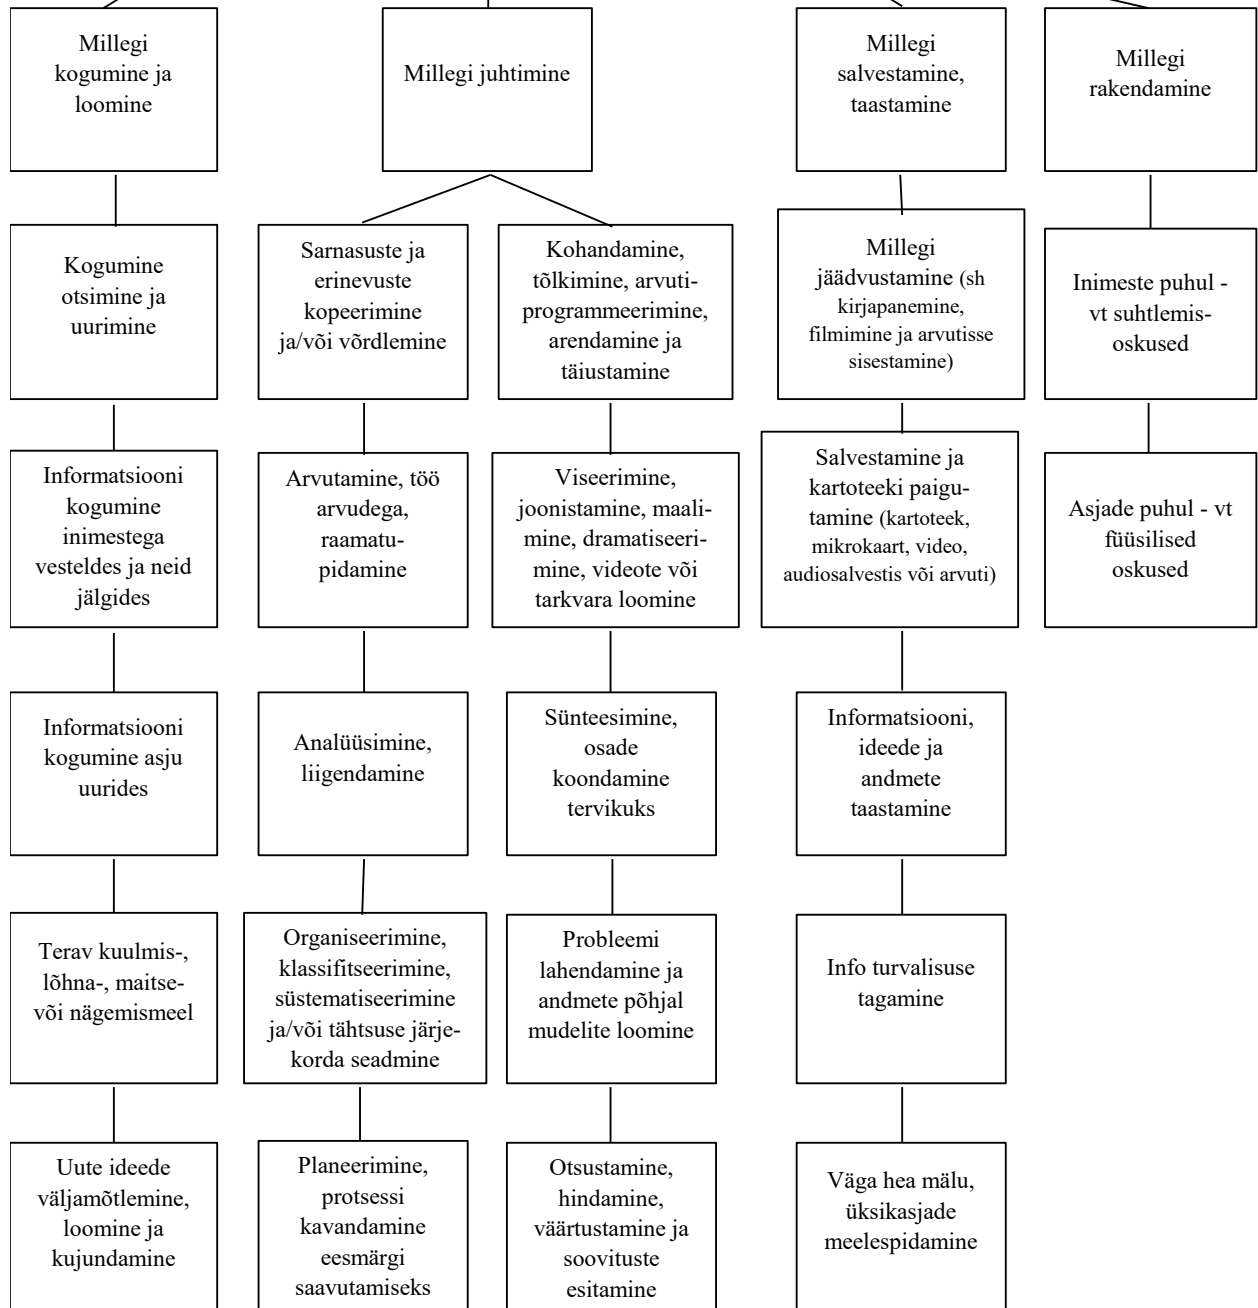 Millegi
kogumine ja
loomine
Millegi juhtimine
Millegi
salvestamine,
taastamine
Millegi
rakendamine
Kogumine
otsimine ja
uurimine
Sarnasuste ja
erinevuste
kopeerimine
ja/või võrdlemine
Kohandamine,
tõlkimine, arvuti-
programmeerimine,
arendamine ja
täiustamine
Millegi
jäädvustamine (sh
kirjapanemine,
filmimine ja arvutisse
sisestamine)
Inimeste puhul -
vt suhtlemis-
oskused
Informatsiooni
kogumine
inimestega
vesteldes ja neid
jälgides
Arvutamine, töö
arvudega,
raamatu-
pidamine
Viseerimine,
joonistamine, maali-
mine, dramatiseeri-
mine, videote või
tarkvara loomine
Salvestamine ja
kartoteeki paigu-
tamine (kartoteek,
mikrokaart, video,
audiosalvestis või arvuti)
Asjade puhul - vt
füüsilised
oskused
Informatsiooni
kogumine asju
uurides
Analüüsimine,
liigendamine
Sünteesimine,
osade
koondamine
tervikuks
Informatsiooni,
ideede ja
andmete
taastamine
Terav kuulmis-,
lõhna-, maitse-
või nägemismeel
Organiseerimine,
klassifitseerimine,
süstematiseerimine
ja/või tähtsuse järje-
korda seadmine
Probleemi
lahendamine ja
andmete põhjal
mudelite loomine
Info turvalisuse
tagamine
Uute ideede
väljamõtlemine,
loomine ja
kujundamine
Planeerimine,
protsessi
kavandamine
eesmärgi
saavutamiseks
Otsustamine,
hindamine,
väärtustamine ja
soovituste
esitamine
Väga hea mälu,
üksikasjade
meelespidamine